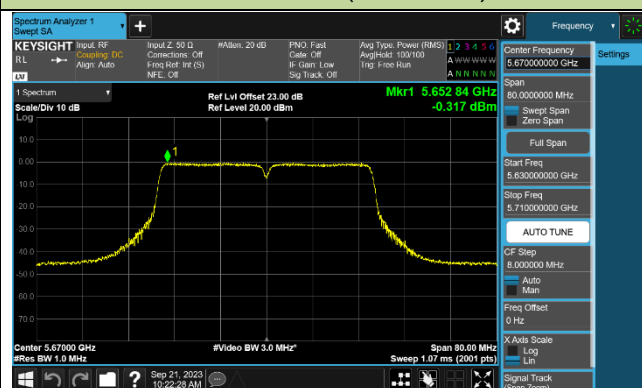 Spectrum Analyzer 1
Swept SA
Frequency
KEYSIGHT Input: RF
RL
Coupling: DC
Align: Auto
Input Z: 50 Ω
Corrections: Off
Freq Ref: Int (S)
NFE: Off
#Atten: 20 dB
PNO: Fast
Gate: Off
IF Gain: Low
Sig Track: Off
Avg Type: Power (RMS)
Avg|Hold: 100/100
Trig: Free Run
1 2 3 4 5 6
A W W W W W
A N N N N N
LXI
1 Spectrum
Scale/Div 10 dB
Log
Ref Lvl Offset 23.00 dB
Ref Level 20.00 dBm
Mkr1 5.652 84 GHz
-0.317 dBm
1
10.0
0.00
10.0
20.0
30.0
40.0
50.0
60.0
70.0
Center 5.67000 GHz
#Res BW 1.0 MHz
#Video BW 3.0 MHz*
Span 80.00 MHz
Sweep 1.07 ms (2001 pts)
Sep 21, 2023
10:22:28 AM
Center Frequency
5.670000000 GHz
Settings
Span
80.0000000 MHz
Swept Span
Zero Span
Full Span
Start Freq
5.630000000 GHz
Stop Freq
5.710000000 GHz
AUTO TUNE
CF Step
8.000000 MHz
Auto
Man
Freq Offset
0 Hz
X Axis Scale
Log
Lin
Signal Track
(Span Zoom)